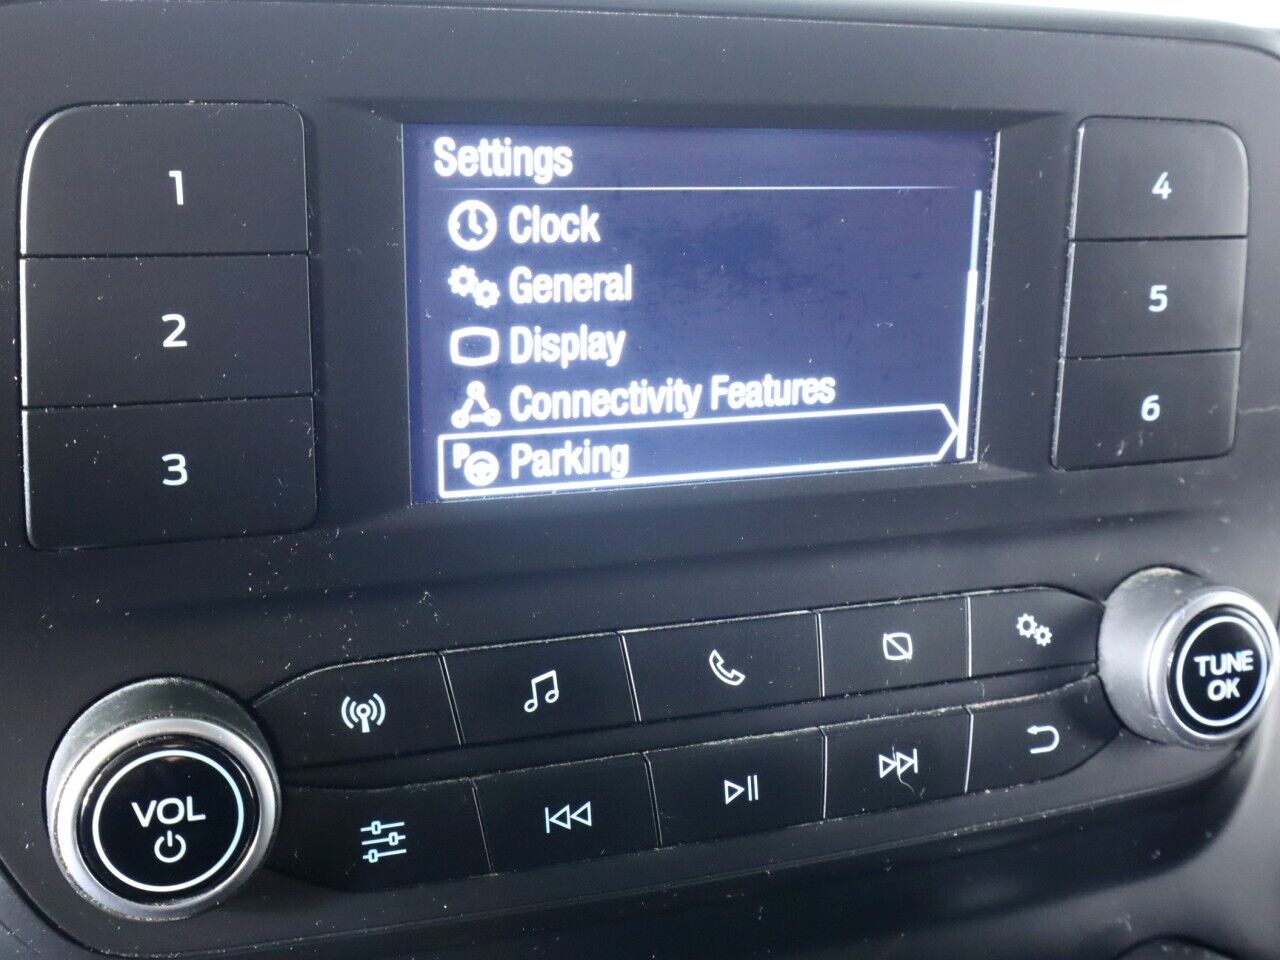 Settings
Clock
General
Display
Connectivity Features
P Parking
1
2
3
4
5
6
VOL
TUNE
OK